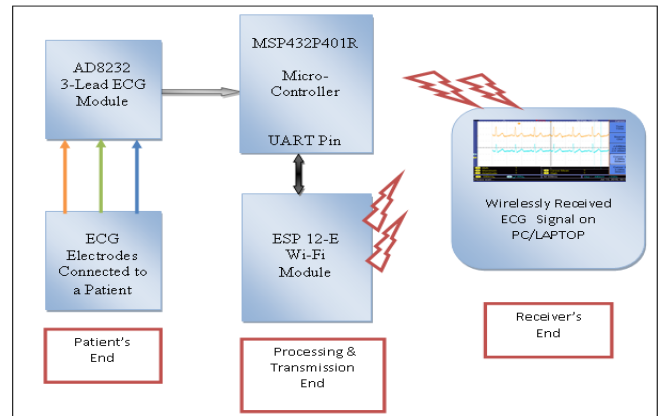 AD8232
3-Lead ECG
Module
ECG
Electrodes
Connected to
a Patient
Patient's
End
MSP432P401R
Micro-
Controller
UART Pin
ESP 12-E
Wi-Fi
Module
Processing &
Transmission
End
Wirelessly Received
ECG Signal on
PC/LAPTOP
Receiver's
End